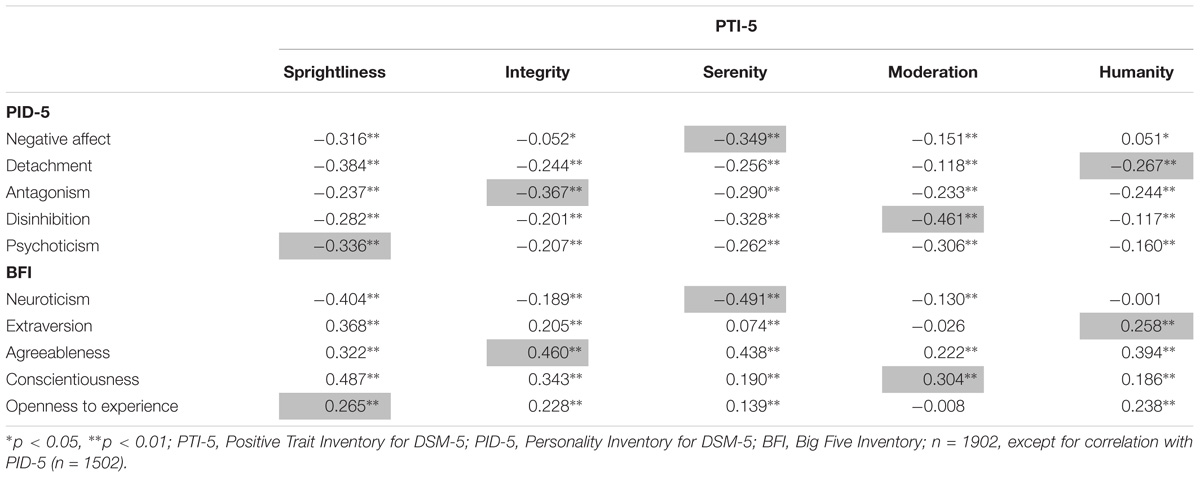 PTI-5
Sprightliness Integrity Serenity Moderation Humanity
PID-5
Negative affect −0.316** −0.052* −0.349** −0.151** 0.051*
Detachment −0.384** −0.244** −0.256** −0.118** −0.267**
Antagonism −0.237** −0.367** −0.290** −0.233** −0.244**
Disinhibition −0.282** −0.201** −0.328** −0.461** −0.117**
Psychoticism −0.336** −0.207** −0.262** −0.306** −0.160**
BFI
Neuroticism −0.404** −0.189** −0.491** −0.130** −0.001
Extraversion 0.368** 0.205** 0.074** −0.026 0.258**
Agreeableness 0.322** 0.460** 0.438** 0.222** 0.394**
Conscientiousness 0.487** 0.343** 0.190** 0.304** 0.186**
Openness to experience 0.265** 0.228** 0.139** −0.008 0.238**
*p < 0.05, **p < 0.01; PTI-5, Positive Trait Inventory for DSM-5; PID-5, Personality Inventory for DSM-5; BFI, Big Five Inventory; n = 1902, except for correlation with
PID-5 (n = 1502).